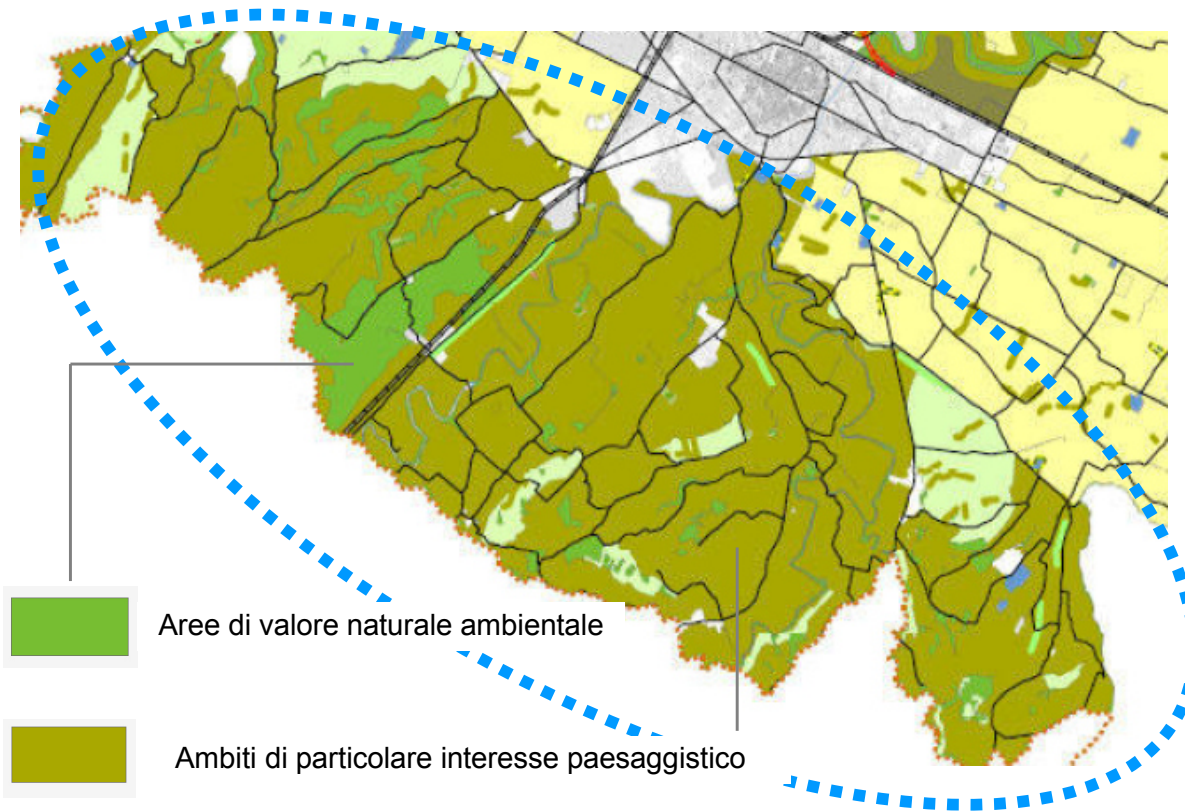 Aree di valore naturale ambientale
Ambiti di particolare interesse paesaggistico